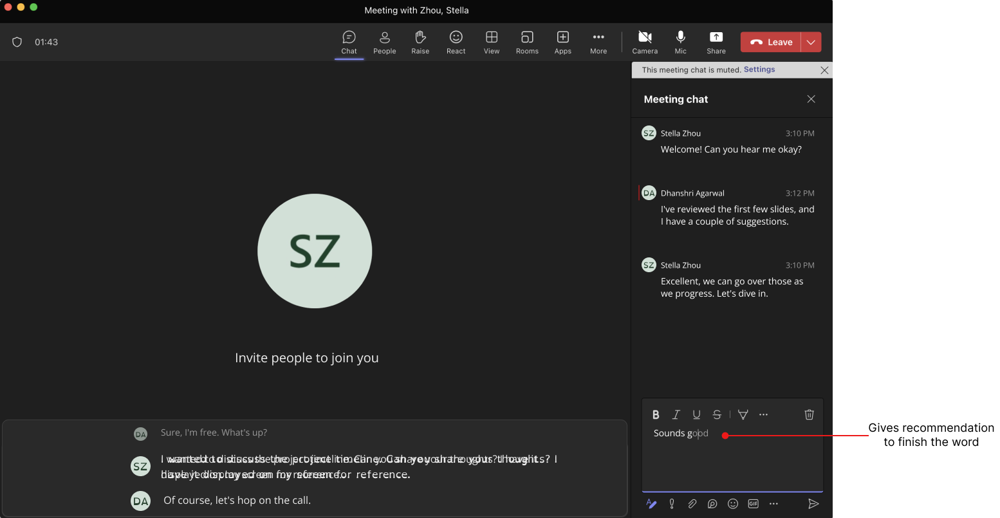 Meeting with Zhou, Stella
01:43
Chat
People
Raise
React
View
Rooms
Apps
More
Camera
Mic
Share
Leave
This meeting chat is muted. Settings
Meeting chat
SZ Stella Zhou 3:10 PM
Welcome! Can you hear me okay?
DA Dhanshri Agarwal 3:12 PM
I've reviewed the first few slides, and
I have a couple of suggestions.
SZ Stella Zhou 3:10 PM
Excellent, we can go over those as
we progress. Let's dive in.
SZ
Invite people to join you
DA Sure, I'm free. What's up?
SZ
DA Of course, let's hop on the call.
B I U S
Sounds good
GIF
Gives recommendation
to finish the word